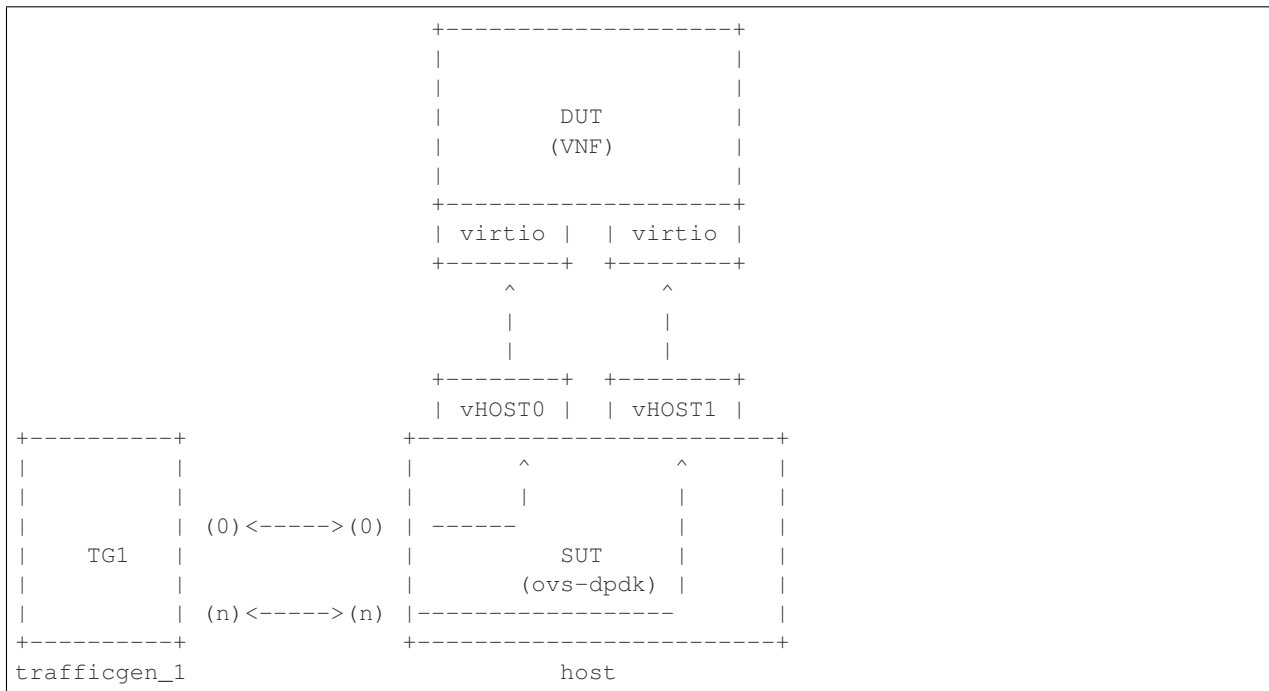 +--------------------+
|                    |
|                    |
|        DUT         |
|       (VNF)        |
|                    |
+--------------------+
| virtio |  | virtio |
+--------+  +--------+
     ^          ^
     |          |
     |          |
+--------+  +--------+
| vHOST0 |  | vHOST1 |
+----------+               +-------------------------+
|          |               |       ^          ^      |
|          |               |       |          |      |
|          | (0)<----->(0) | ------           |      |
|    TG1   |               |          SUT     |      |
|          |               |       (ovs-dpdk) |      |
|          | (n)<----->(n) |------------------       |
+----------+               +-------------------------+
trafficgen_1                          host